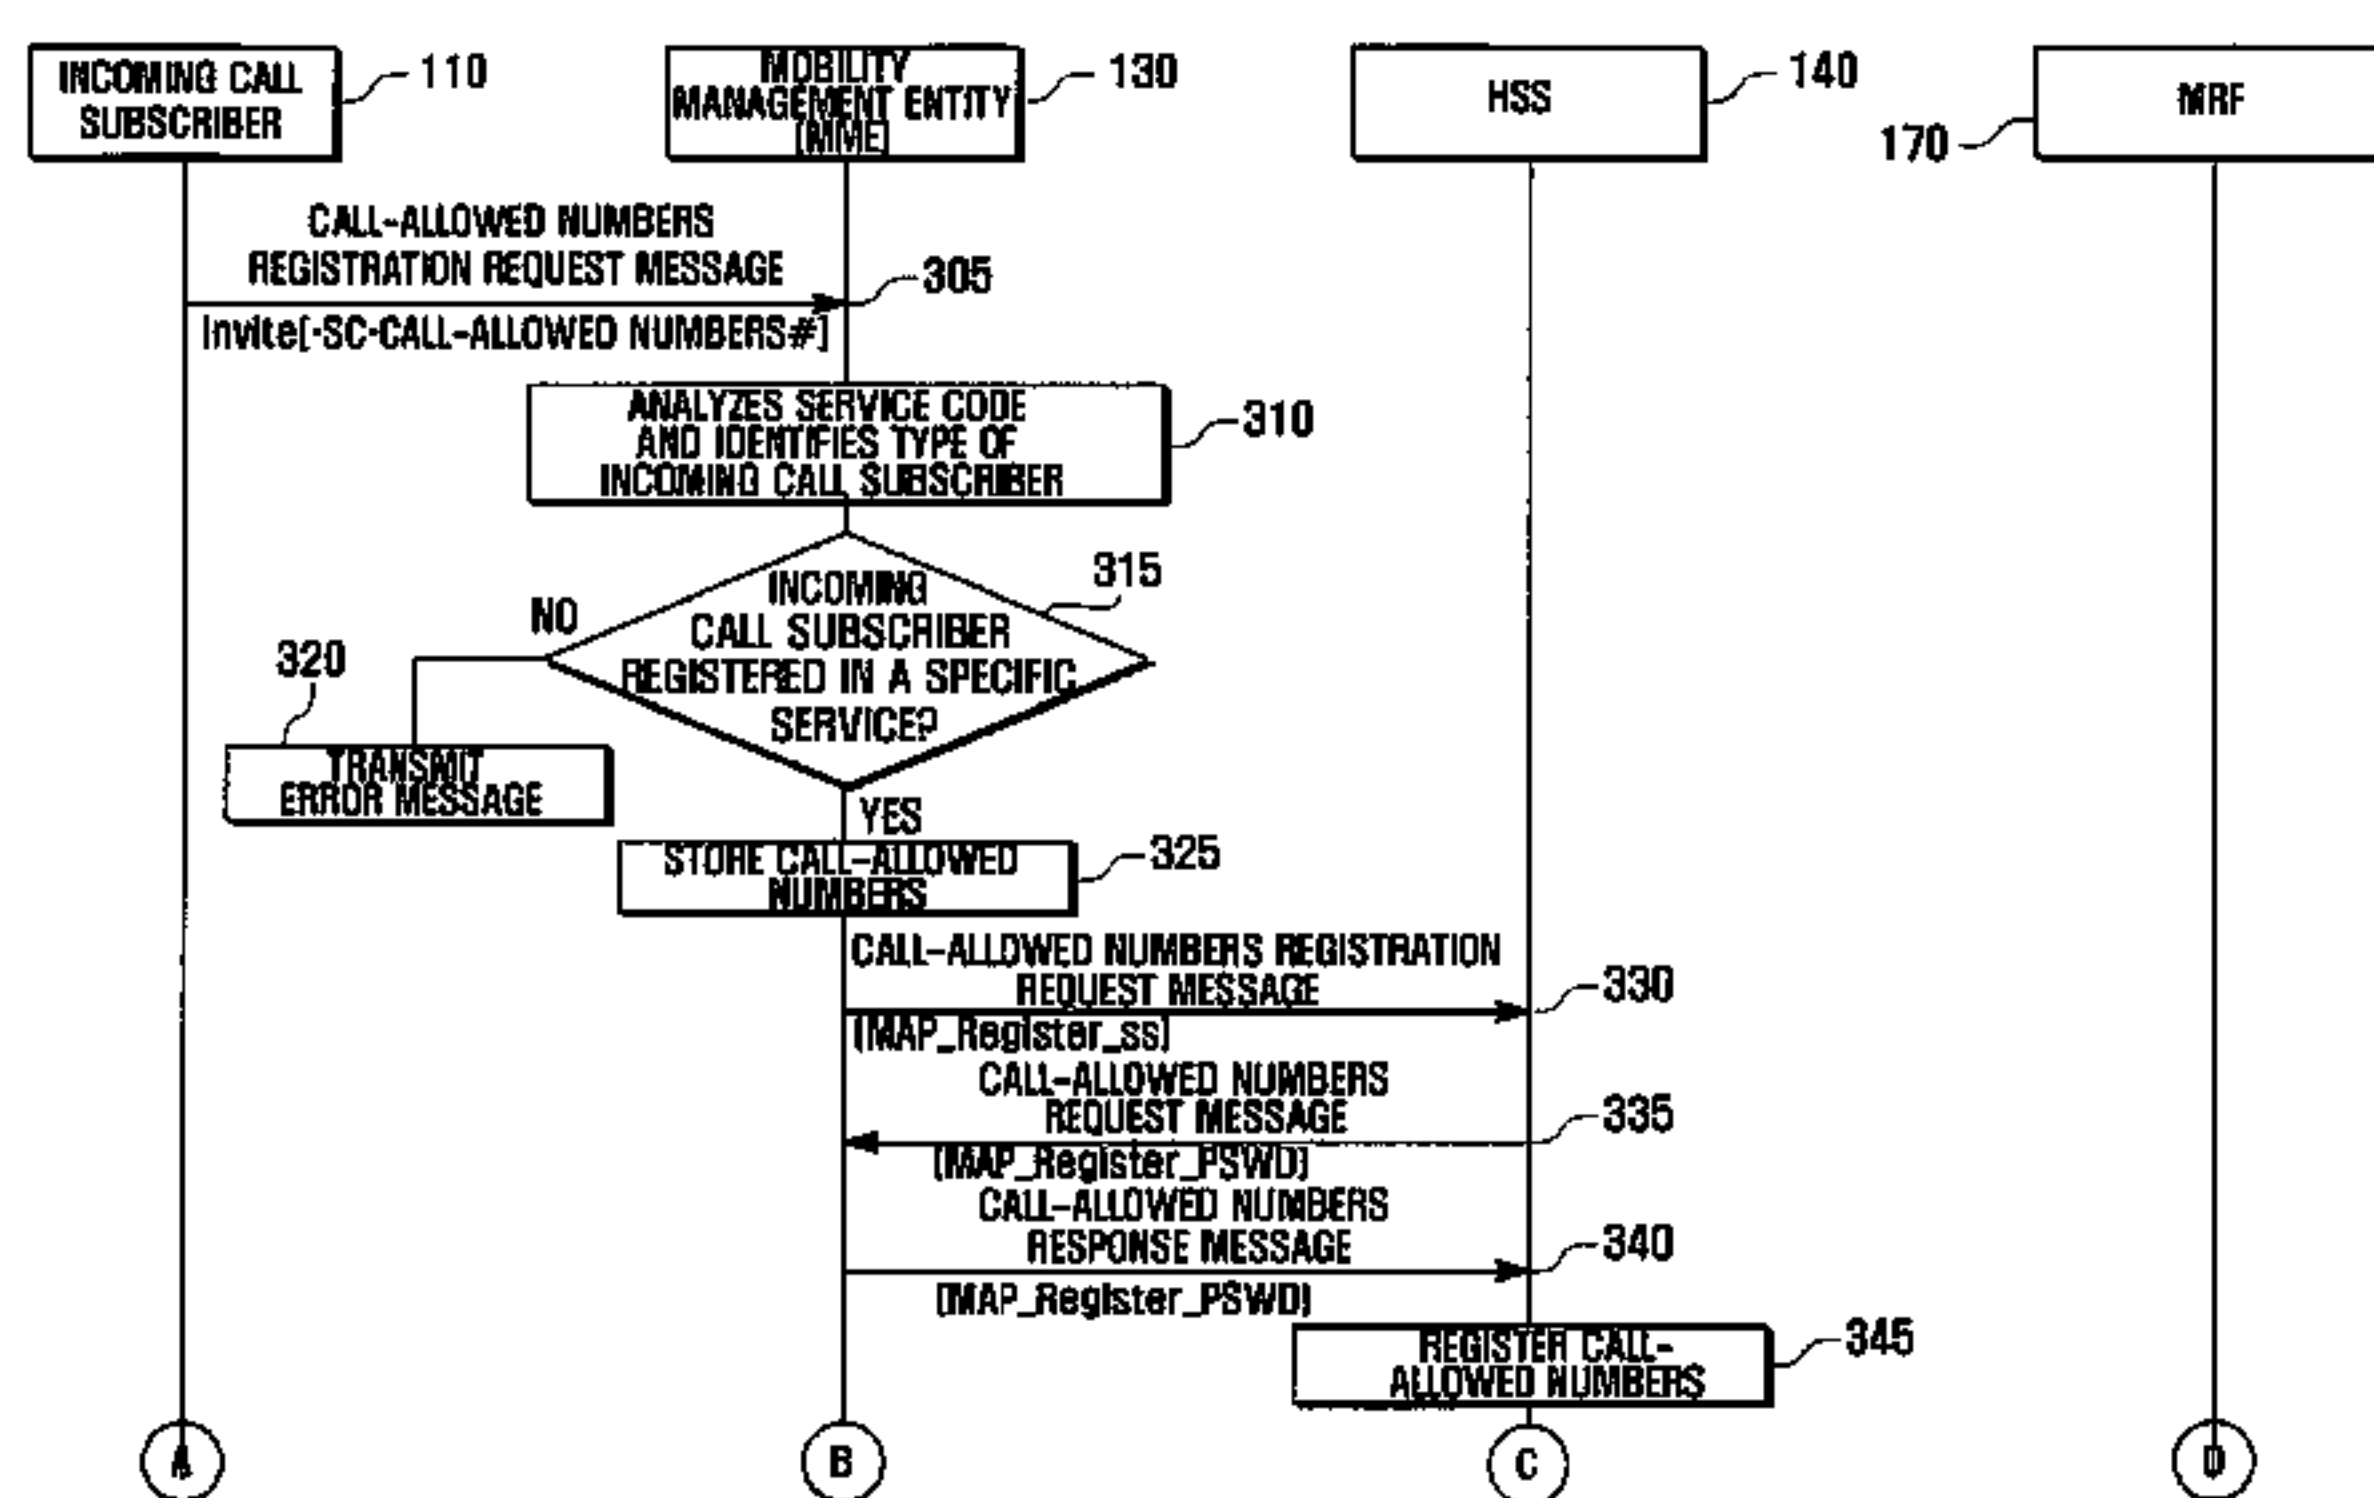 INCOMING CALL
SUBSCRIBER
110
MOBILITY
MANAGEMENT ENTITY
(MME)
130
HSS
140
MRF
170
CALL-ALLOWED NUMBERS
REGISTRATION REQUEST MESSAGE
305
Invite[·SC·CALL-ALLOWED NUMBERS#]
ANALYZES SERVICE CODE
AND IDENTIFIES TYPE OF
INCOMING CALL SUBSCRIBER
310
INCOMING
CALL SUBSCRIBER
REGISTERED IN A SPECIFIC
SERVICE?
315
NO
320
TRANSMIT
ERROR MESSAGE
YES
STORE CALL-ALLOWED
NUMBERS
325
CALL-ALLOWED NUMBERS REGISTRATION
REQUEST MESSAGE
330
(MAP_Register_ss)
CALL-ALLOWED NUMBERS
REQUEST MESSAGE
335
(MAP_Register_PSWD)
CALL-ALLOWED NUMBERS
RESPONSE MESSAGE
340
(MAP_Register_PSWD)
REGISTER CALL-
ALLOWED NUMBERS
345
A
B
C
D